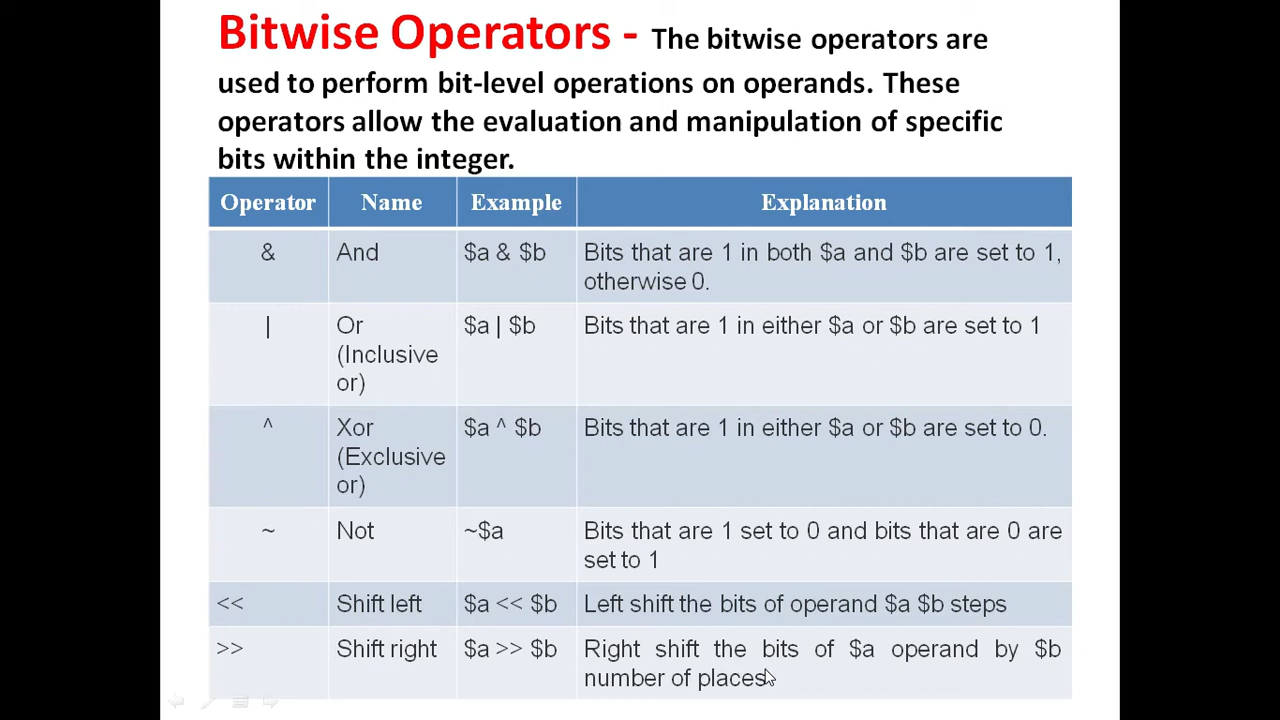 Bitwise Operators - The bitwise operators are
used to perform bit-level operations on operands. These
operators allow the evaluation and manipulation of specific
bits within the integer.
Operator Name Example Explanation
& And $a & $b Bits that are 1 in both $a and $b are set to 1,
otherwise 0.
| Or $a | $b Bits that are 1 in either $a or $b are set to 1
(Inclusive
or)
^ Xor $a ^ $b Bits that are 1 in either $a or $b are set to 0.
(Exclusive
or)
~ Not ~$a Bits that are 1 set to 0 and bits that are 0 are
set to 1
<< Shift left $a << $b Left shift the bits of operand $a $b steps
>> Shift right $a >> $b Right shift the bits of $a operand by $b
number of places